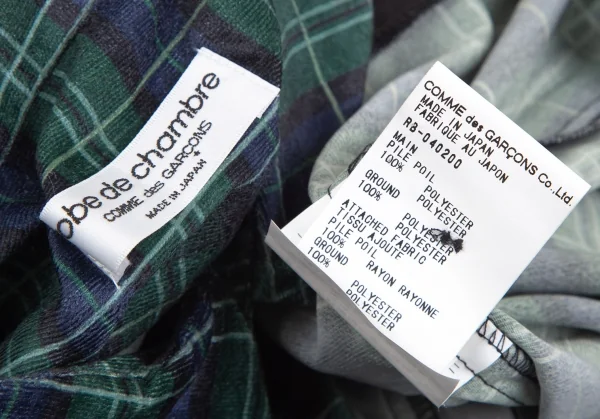 obe de chambre
COMME des GARÇONS
MADE IN JAPAN
COMME des GARÇONS Co.,Ltd.
MADE IN JAPAN
FABRIQUE AU JAPON
RB-040200
MAIN
PILE POIL
100% POLYESTER
POLYESTER
GROUND
100% POLYESTER
POLYESTER
ATTACHED FABRIC
TISSU AJOUTE
PILE POIL
100% RAYON RAYONNE
GROUND
100% POLYESTER
POLYESTER